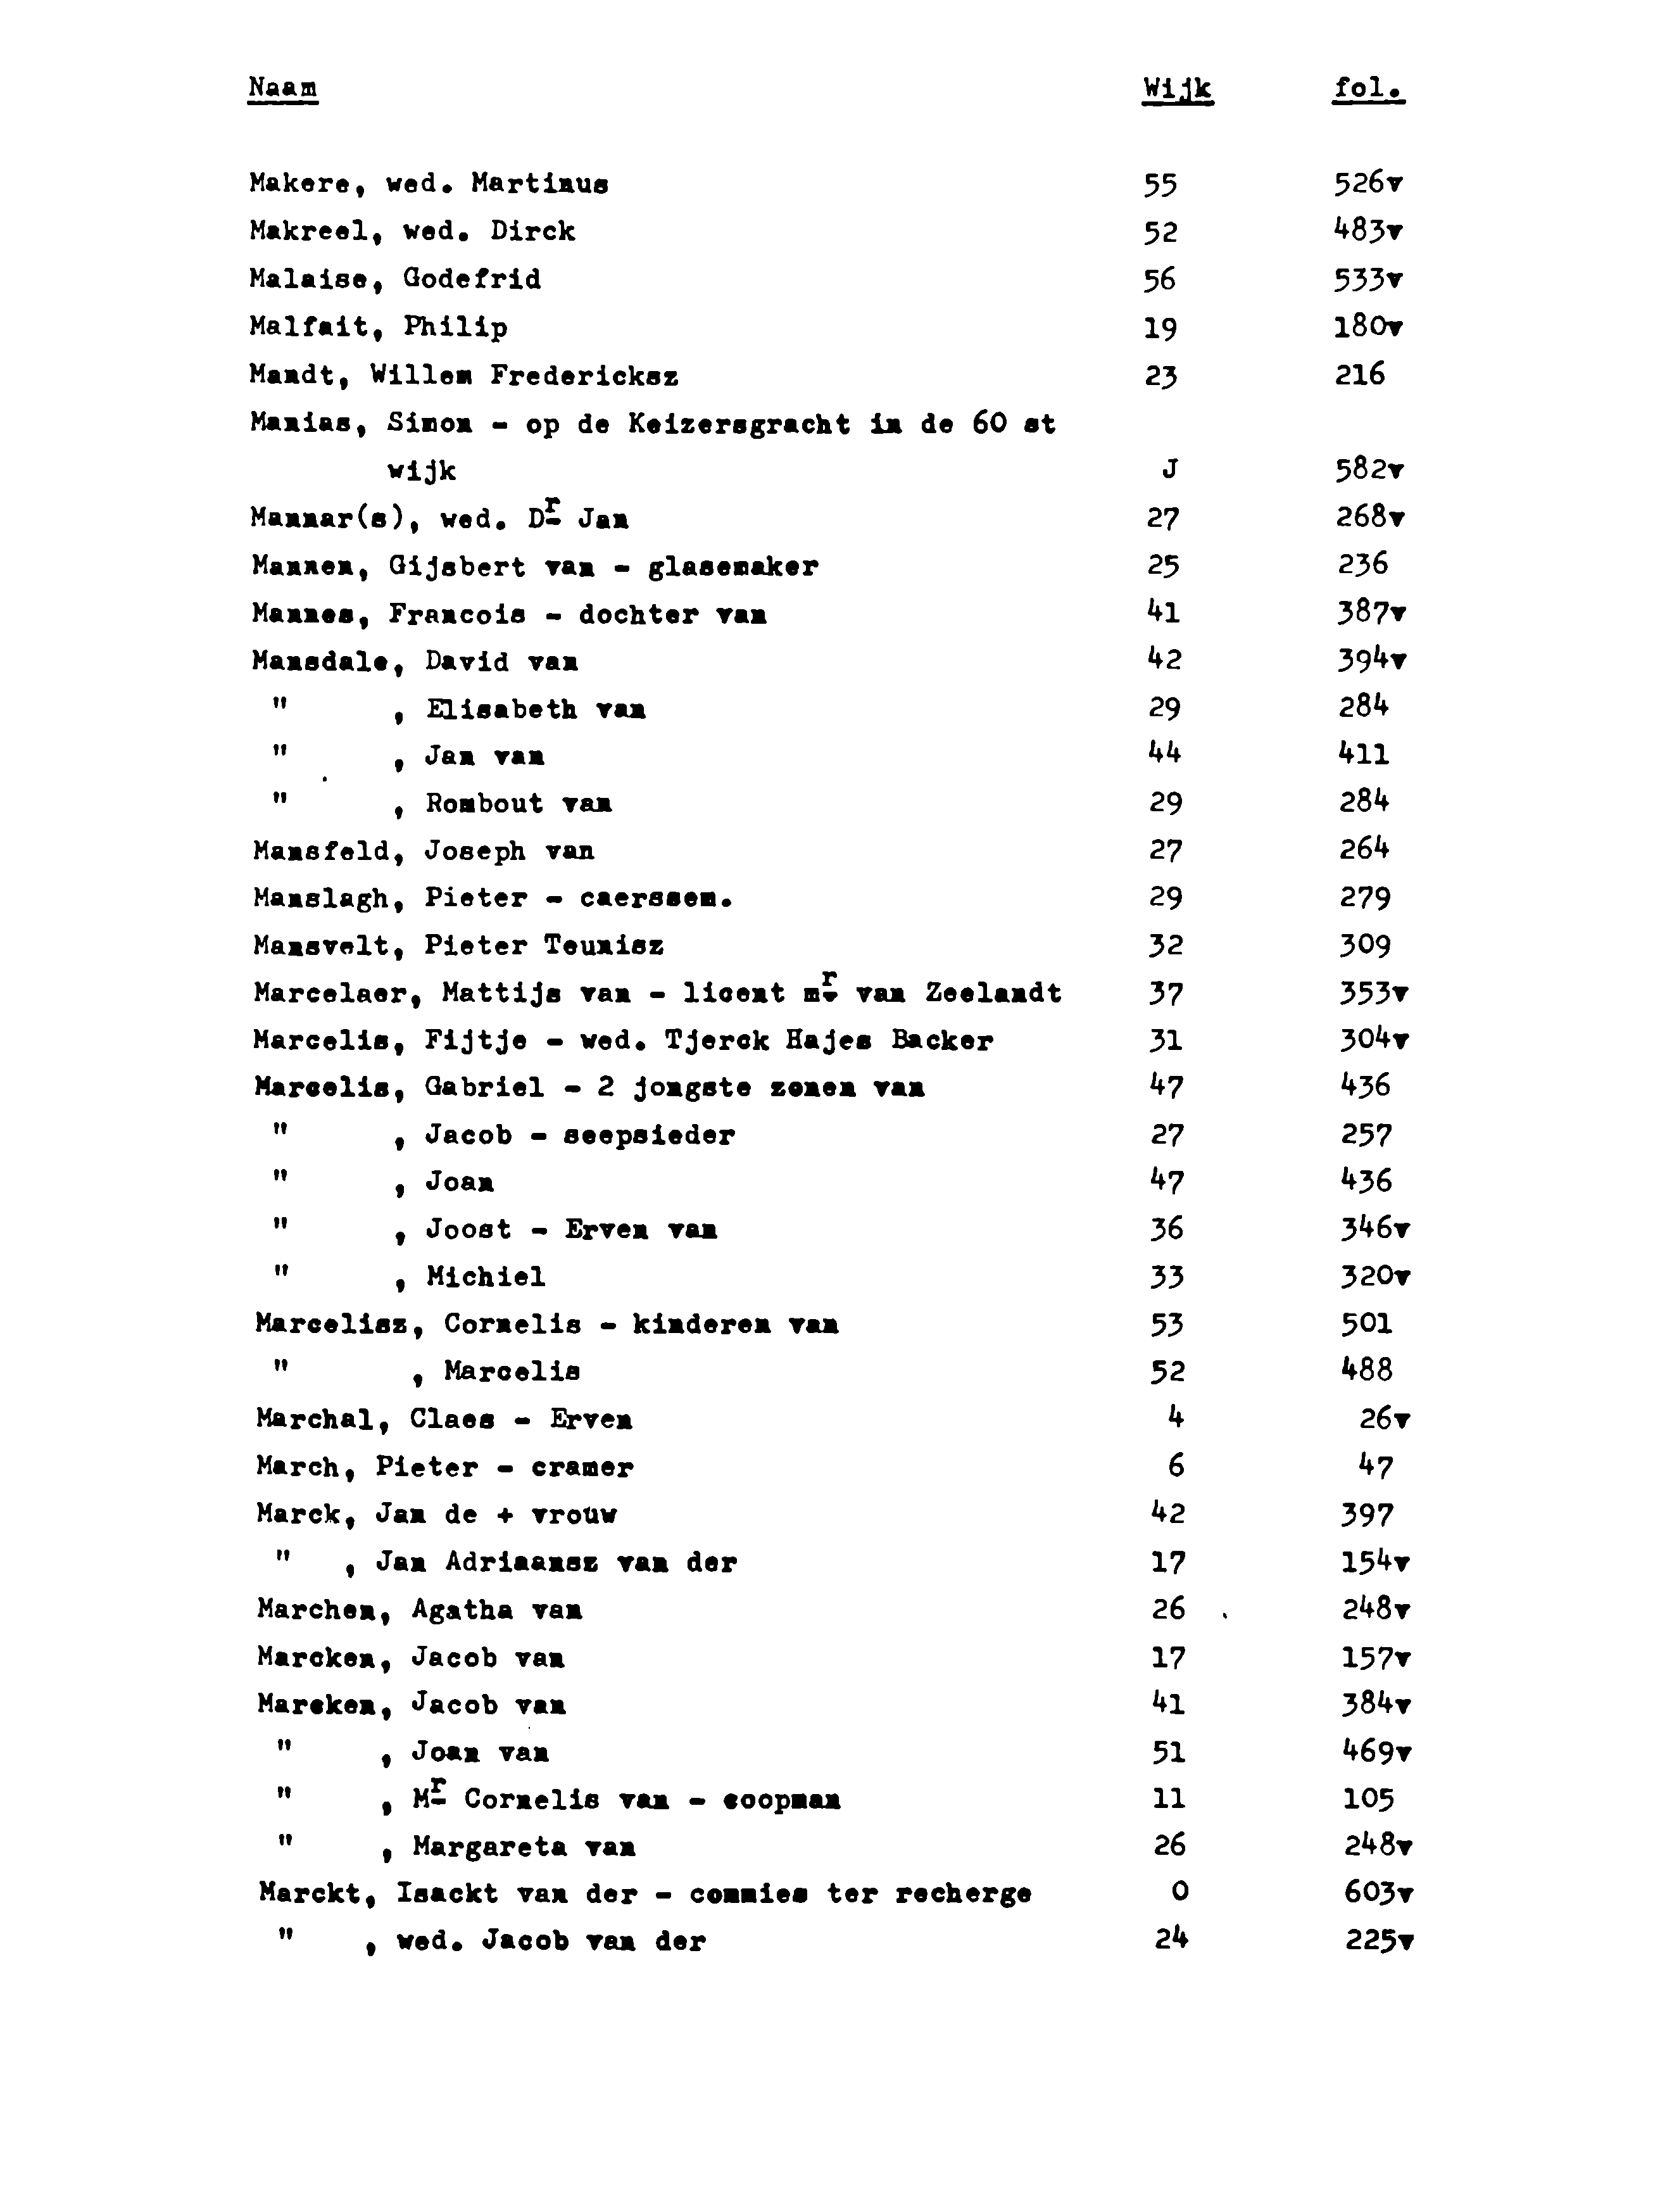 Naam Wijk fol.
Makere, wed. Martinus 55 526v
Makreel, wed. Dirck 52 483v
Malaise, Godefrid 56 533v
Malfait, Philip 19 180v
Mandt, Willem Fredericksz 23 216
Manias, Simon - op de Keizersgracht in de 60 st
wijk J 582v
Mannar(s), wed. Dr Jan 27 268v
Mannen, Gijsbert van - glasemaker 25 236
Mannes, Francois - dochter van 41 387v
Mansdale, David van 42 394v
" , Elisabeth van 29 284
" , Jan van 44 411
" , Rombout van 29 284
Mansfeld, Joseph van 27 264
Manslagh, Pieter - caerssem. 29 279
Mansvelt, Pieter Teunisz 32 309
Marcelaer, Mattijs van - licent mr van Zeelandt 37 353v
Marcelis, Fijtje - wed. Tjerck Hajes Backer 31 304v
Marcelis, Gabriel - 2 jongste zonen van 47 436
" , Jacob - seepsieder 27 257
" , Joan 47 436
" , Joost - Erven van 36 346v
" , Michiel 33 320v
Marcelisz, Cornelis - kinderen van 53 501
" , Marcelis 52 488
Marchal, Claes - Erven 4 26v
March, Pieter - cramer 6 47
Marck, Jan de + vrouw 42 397
" , Jan Adriaansz van der 17 154v
Marchen, Agatha van 26 248v
Marcken, Jacob van 17 157v
Marcken, Jacob van 41 384v
" , Joan van 51 469v
" , Mr Cornelis van - coopman 11 105
" , Margareta van 26 248v
Marckt, Isackt van der - commies ter recherge 0 603v
" , wed. Jacob van der 24 225v